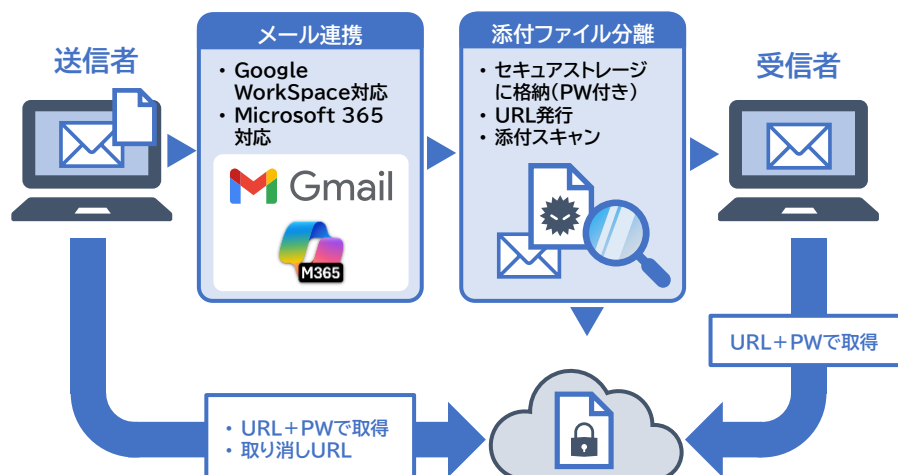 送信者
メール連携
・Google
WorkSpace対応
・Microsoft 365
対応
Gmail
M365
添付ファイル分離
・セキュアストレージ
に格納(PW付き)
・URL発行
・添付スキャン
受信者
URL+PWで取得
・URL+PWで取得
・取り消しURL